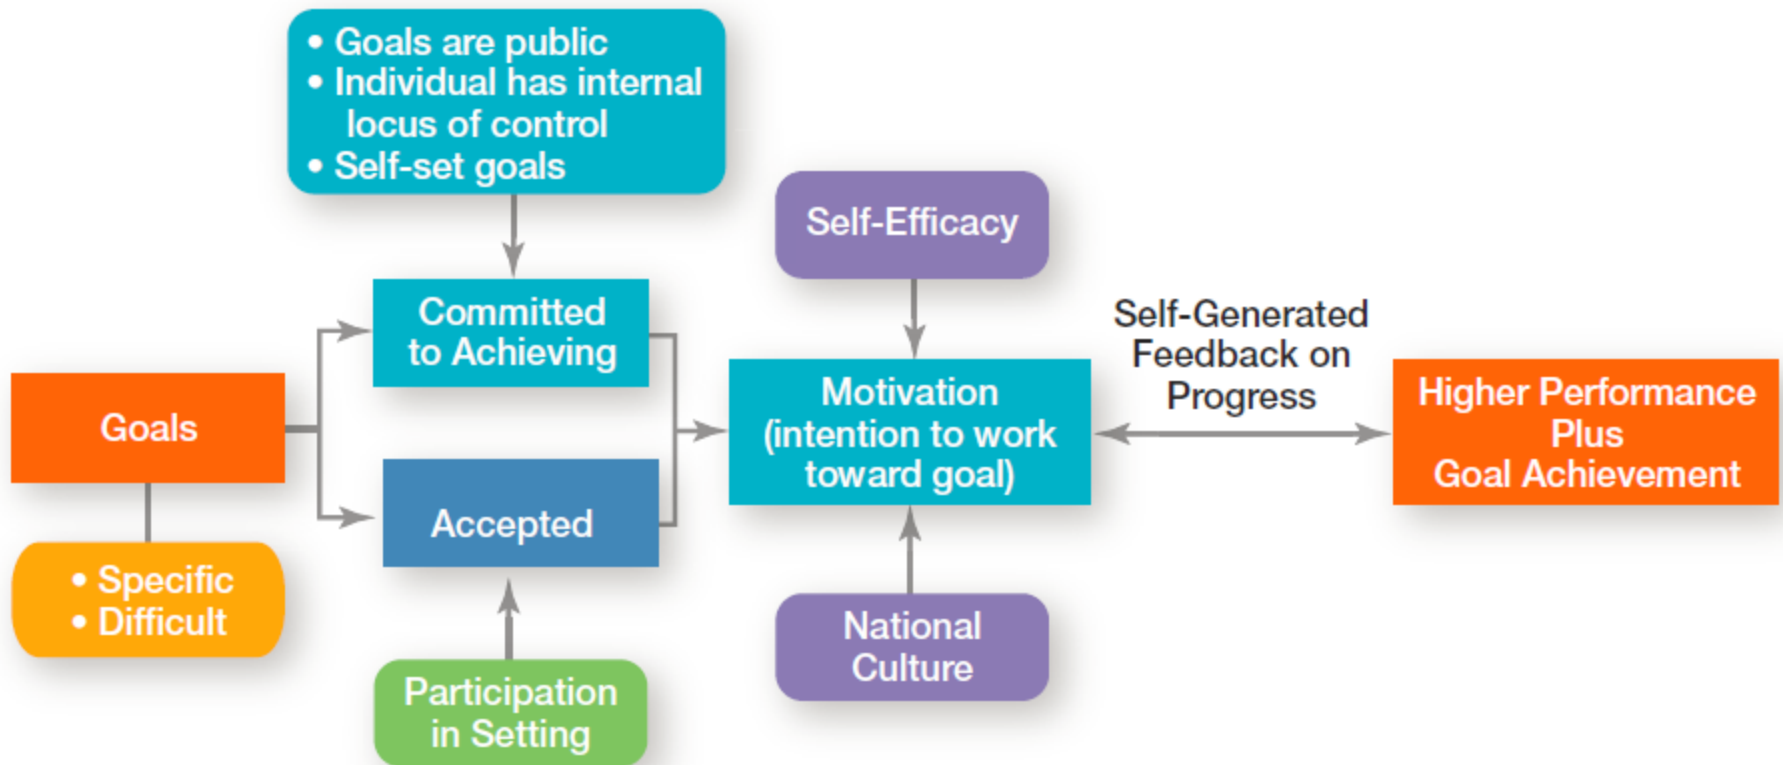 • Goals are public
• Individual has internal
locus of control
• Self-set goals
Self-Efficacy
Committed
to Achieving
Self-Generated
Feedback on
Progress
Goals
Motivation
(intention to work
toward goal)
Higher Performance
Plus
Goal Achievement
Accepted
• Specific
• Difficult
National
Culture
Participation
in Setting